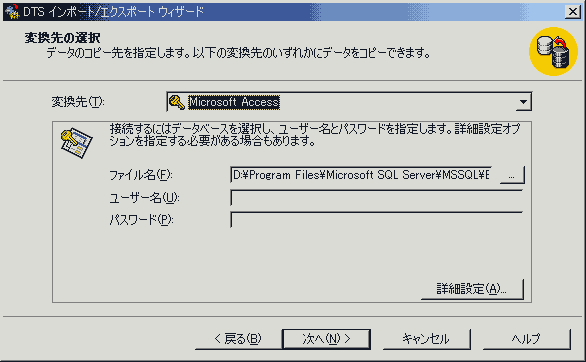 DTS インポート/エクスポート ウィザード
変換先の選択
データのコピー先を指定します。以下の変換先のいずれかにデータをコピーできます。
変換先(T):
Microsoft Access
接続するにはデータベースを選択し、ユーザー名とパスワードを指定します。詳細設定オプ
ションを指定する必要がある場合もあります。
ファイル名(F):
D:¥Program Files¥Microsoft SQL Server¥MSSQL¥E
...
ユーザー名(U):
パスワード(P):
詳細設定(A)...
< 戻る(B)
次へ(N) >
キャンセル
ヘルプ